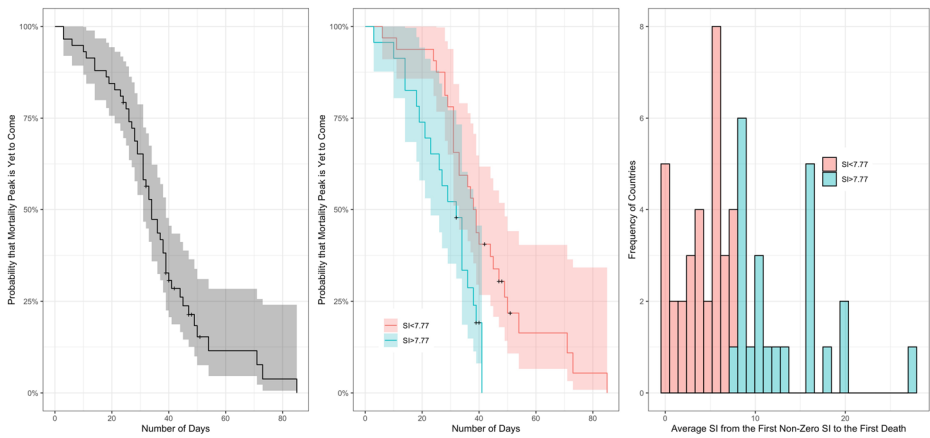 Probability that Mortality Peak is Yet to Come
100%
75%
50%
25%
0%
0 20 40 60 80
Number of Days
Probability that Mortality Peak is Yet to Come
100%
75%
50%
25%
0%
SI<7.77
SI>7.77
0 20 40 60 80
Number of Days
Frequency of Countries
8
6
4
2
0
SI<7.77
SI>7.77
0 10 20
Average SI from the First Non-Zero SI to the First Death